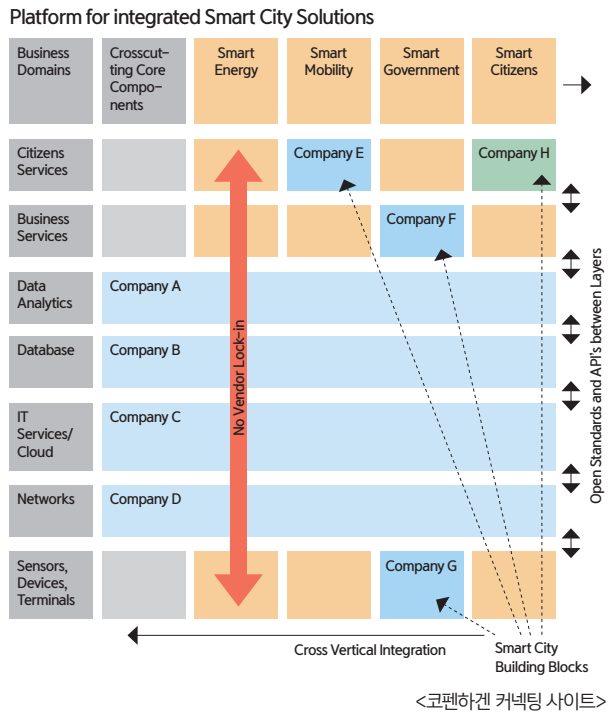 Platform for integrated Smart City Solutions
Business
Domains
Crosscut-
ting Core
Compo-
nents
Smart
Energy
Smart
Mobility
Smart
Government
Smart
Citizens
Citizens
Services
Company E
Company H
Business
Services
Company F
Data
Analytics
Company A
Database
Company B
IT
Services/
Cloud
Company C
Networks
Company D
Sensors,
Devices,
Terminals
Company G
No Vendor Lock-in
Open Standards and API's between Layers
Cross Vertical Integration
Smart City
Building Blocks
<코펜하겐 커넥팅 사이트>